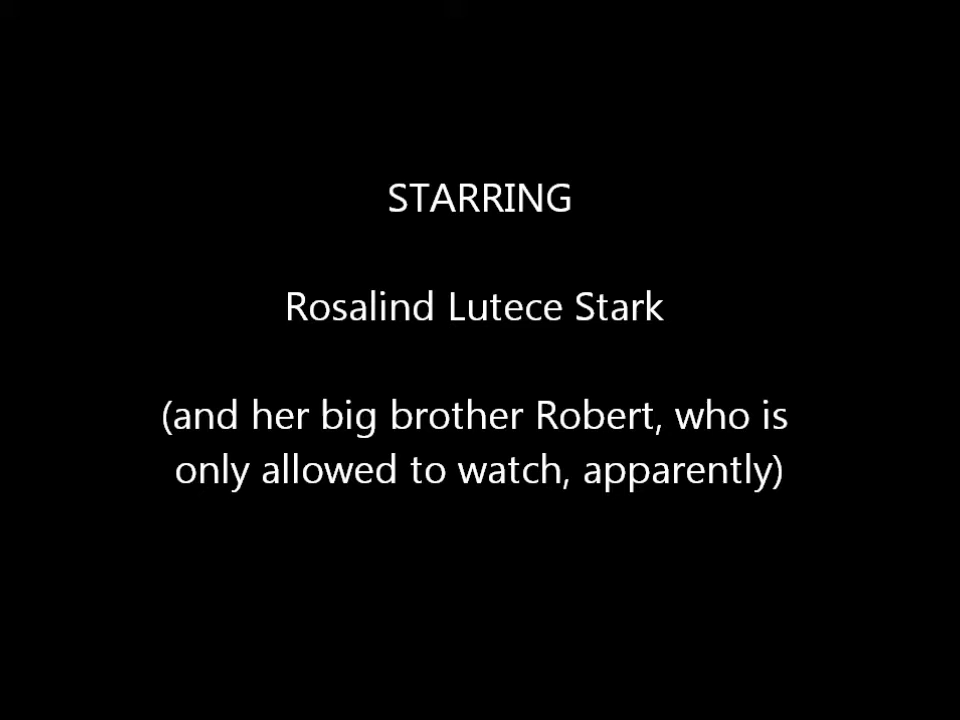 STARRING
Rosalind Lutece Stark
(and her big brother Robert, who is
only allowed to watch, apparently)